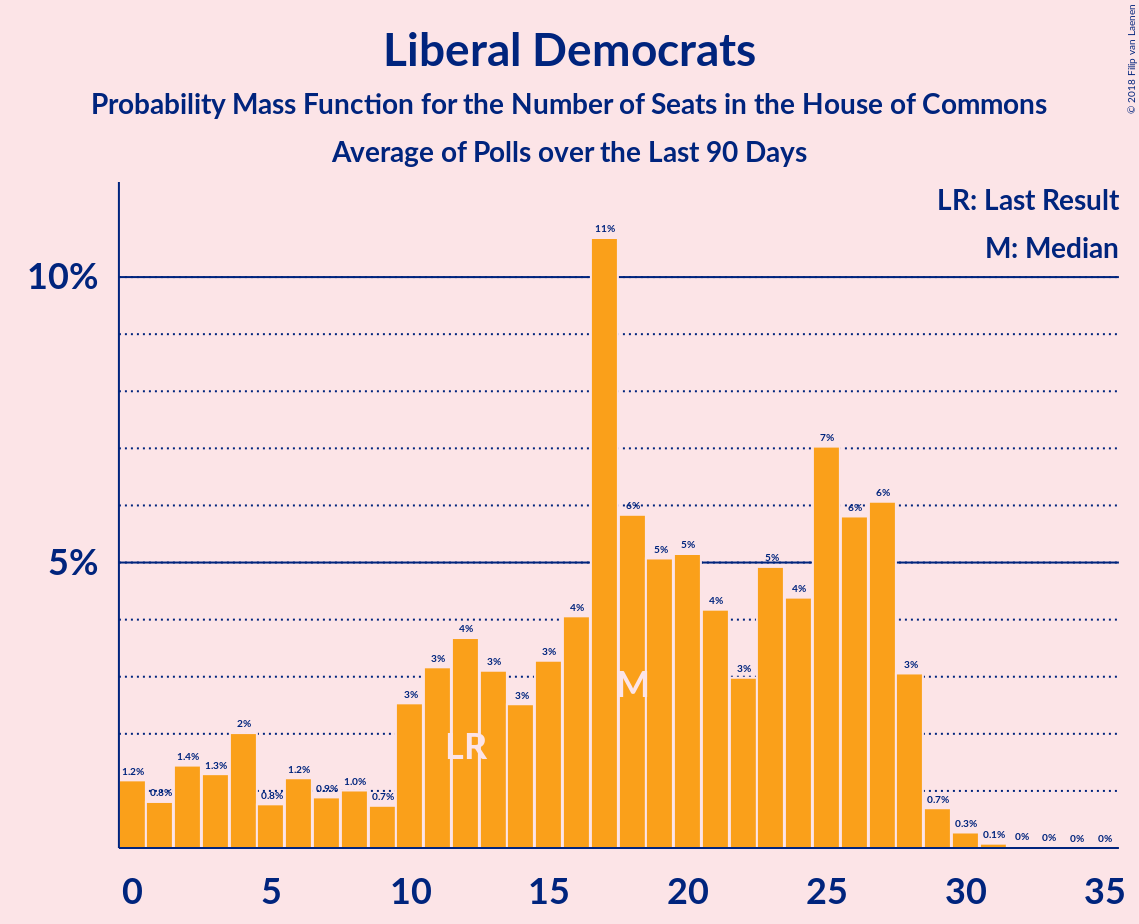 Liberal Democrats
Probability Mass Function for the Number of Seats in the House of Commons
Average of Polls over the Last 90 Days
© 2018 Filip van Laenen
LR: Last Result
M: Median
10%
5%
1.2% 0.8% 1.4% 1.3% 2% 0.8% 1.2% 0.9% 1.0% 0.7% 3% 3% 4% 3% 3% 3% 4% 11% 6% 5% 5% 4% 3% 5% 4% 7% 6% 6% 3% 0.7% 0.3% 0.1% 0% 0% 0% 0%
M
LR
0 5 10 15 20 25 30 35